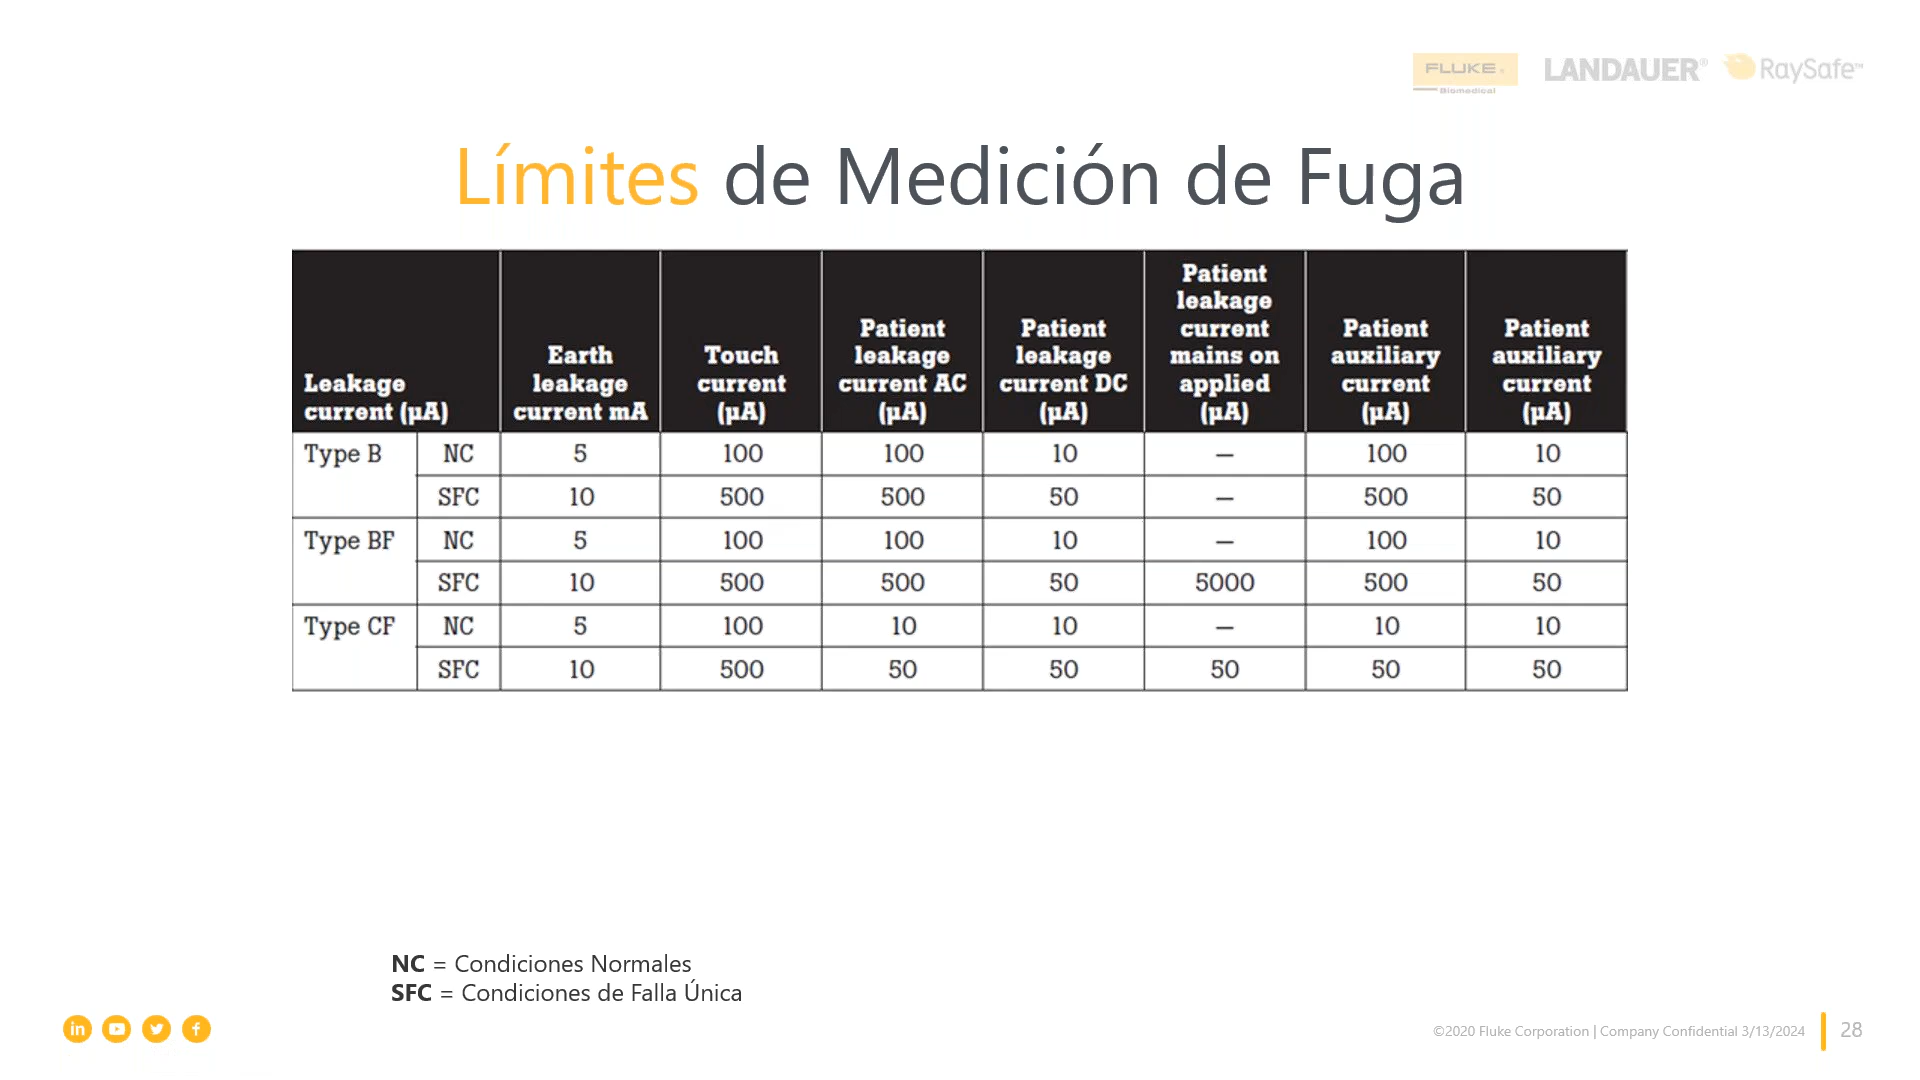 FLUKE
Biomedical
LANDAUER®
RaySafe™
Límites de Medición de Fuga
Leakage current (µA) Earth leakage current mA Touch current (µA) Patient leakage current AC (µA) Patient leakage current DC (µA) Patient leakage current mains on applied (µA) Patient auxiliary current (µA) Patient auxiliary current (µA)
Type B NC 5 100 100 10 — 100 10
SFC 10 500 500 50 — 500 50
Type BF NC 5 100 100 10 — 100 10
SFC 10 500 500 50 5000 500 50
Type CF NC 5 100 10 10 — 10 10
SFC 10 500 50 50 50 50 50
NC = Condiciones Normales
SFC = Condiciones de Falla Única
©2020 Fluke Corporation | Company Confidential 3/13/2024
28